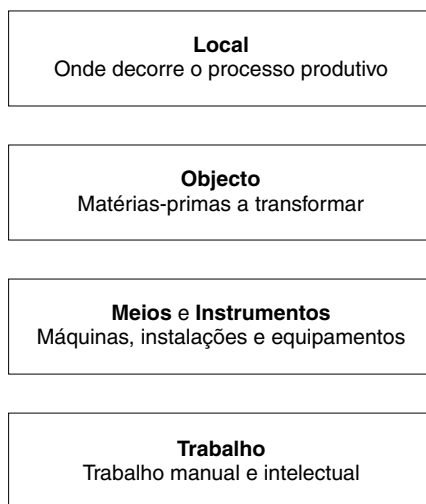 Local
Onde decorre o processo produtivo
Objecto
Matérias-primas a transformar
Meios e Instrumentos
Máquinas, instalações e equipamentos
Trabalho
Trabalho manual e intelectual